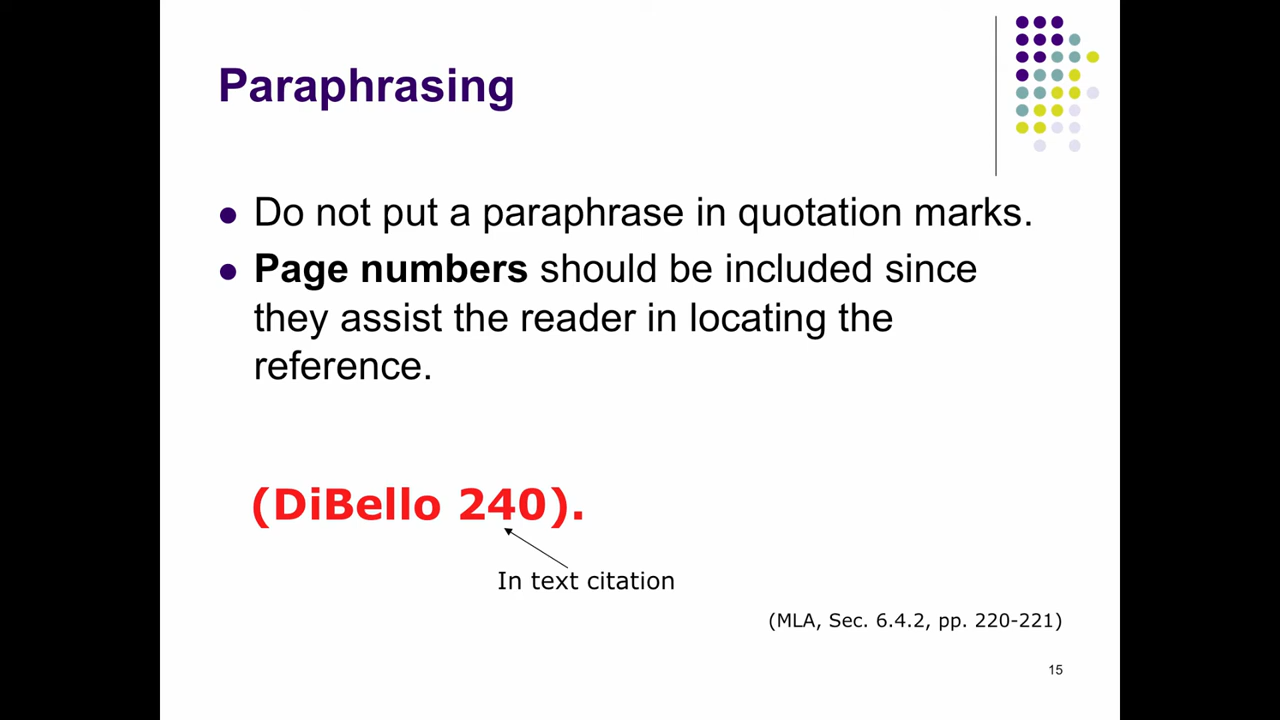 Paraphrasing
Do not put a paraphrase in quotation marks.
Page numbers should be included since
they assist the reader in locating the
reference.
(DiBello 240).
In text citation
(MLA, Sec. 6.4.2, pp. 220-221)
15